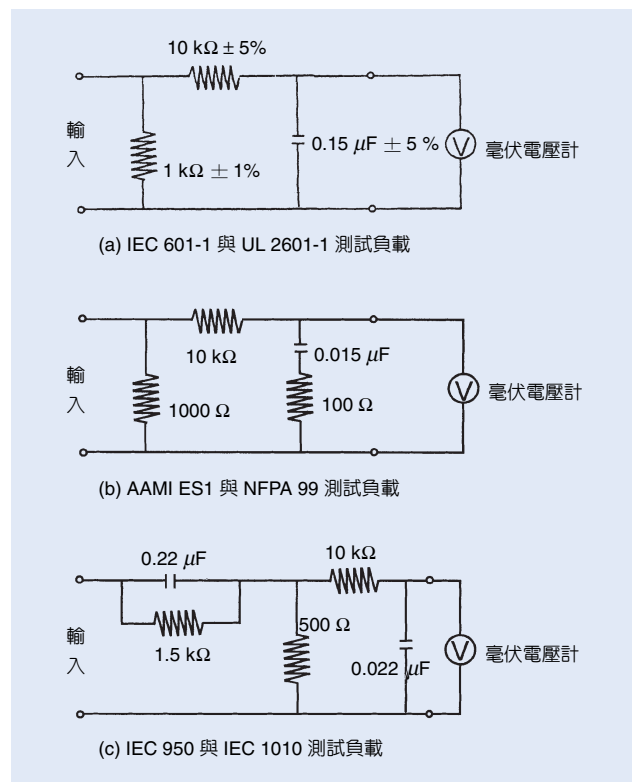 10 kΩ ± 5%
輸
入
1 kΩ ± 1%
0.15 μF ± 5 %
V
毫伏電壓計
(a) IEC 601-1 與 UL 2601-1 測試負載
10 kΩ
0.015 μF
輸
入
1000 Ω
100 Ω
V
毫伏電壓計
(b) AAMI ES1 與 NFPA 99 測試負載
0.22 μF
10 kΩ
輸
入
1.5 kΩ
500 Ω
0.022 μF
V
毫伏電壓計
(c) IEC 950 與 IEC 1010 測試負載